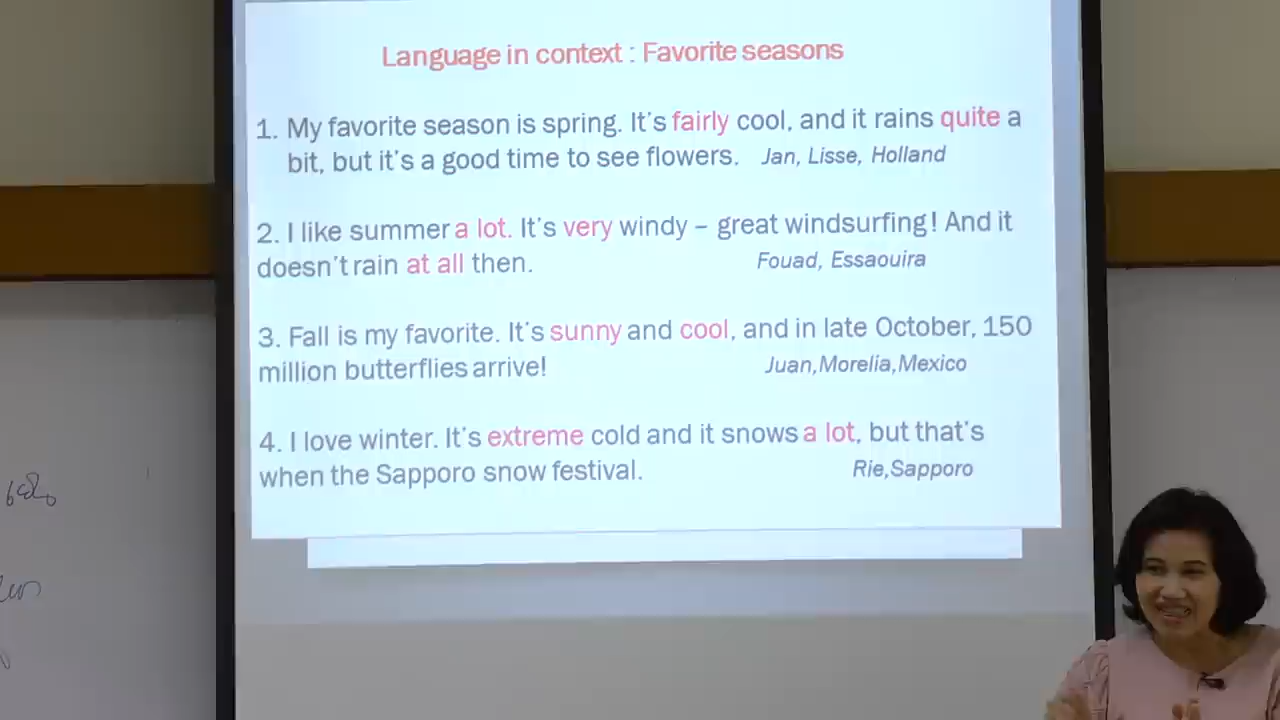 Language in context : Favorite seasons
1. My favorite season is spring. It's fairly cool, and it rains quite a
bit, but it's a good time to see flowers. Jan, Lisse, Holland
2. I like summer a lot. It's very windy – great windsurfing! And it
doesn't rain at all then. Fouad, Essaouira
3. Fall is my favorite. It's sunny and cool, and in late October, 150
million butterflies arrive! Juan,Morelia,Mexico
4. I love winter. It's extreme cold and it snows a lot, but that's
when the Sapporo snow festival. Rie,Sapporo